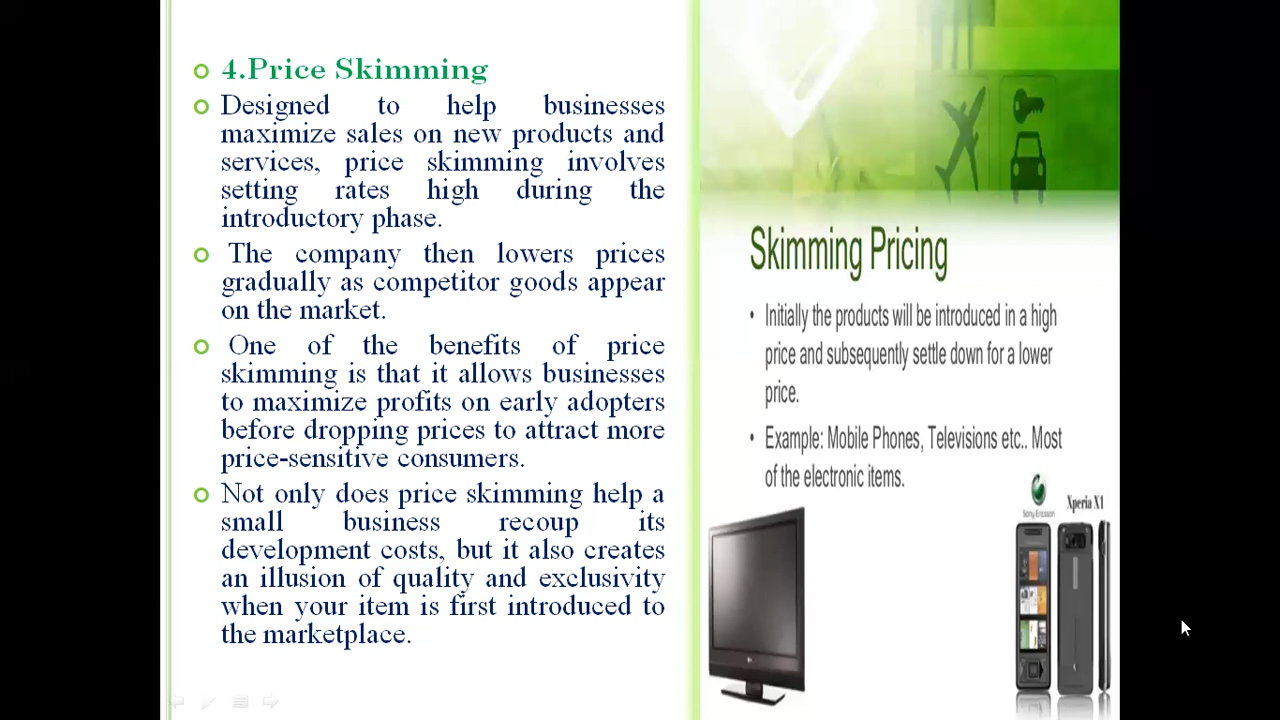 4.Price Skimming
Designed to help businesses
maximize sales on new products and
services, price skimming involves
setting rates high during the
introductory phase.
The company then lowers prices
gradually as competitor goods appear
on the market.
One of the benefits of price
skimming is that it allows businesses
to maximize profits on early adopters
before dropping prices to attract more
price-sensitive consumers.
Not only does price skimming help a
small business recoup its
development costs, but it also creates
an illusion of quality and exclusivity
when your item is first introduced to
the marketplace.
Skimming Pricing
• Initially the products will be introduced in a high
price and subsequently settle down for a lower
price.
• Example: Mobile Phones, Televisions etc.. Most
of the electronic items.
Sony Ericsson
Xperia X1